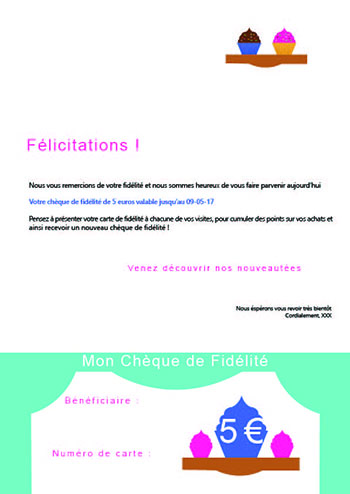 Félicitations !
Nous vous remercions de votre fidélité et nous sommes heureux de vous faire parvenir aujourd'hui
Votre chèque de fidélité de 5 euros valable jusqu'au 09-05-17
Pensez à présenter votre carte de fidélité à chacune de vos visites, pour cumuler des points sur vos achats et
ainsi recevoir un nouveau chèque de fidélité !
Venez découvrir nos nouveautées
Nous éspérons vous revoir très bientôt
Cordialement, XXX
Mon Chèque de Fidélité
Bénéficiaire :
5 €
Numéro de carte :